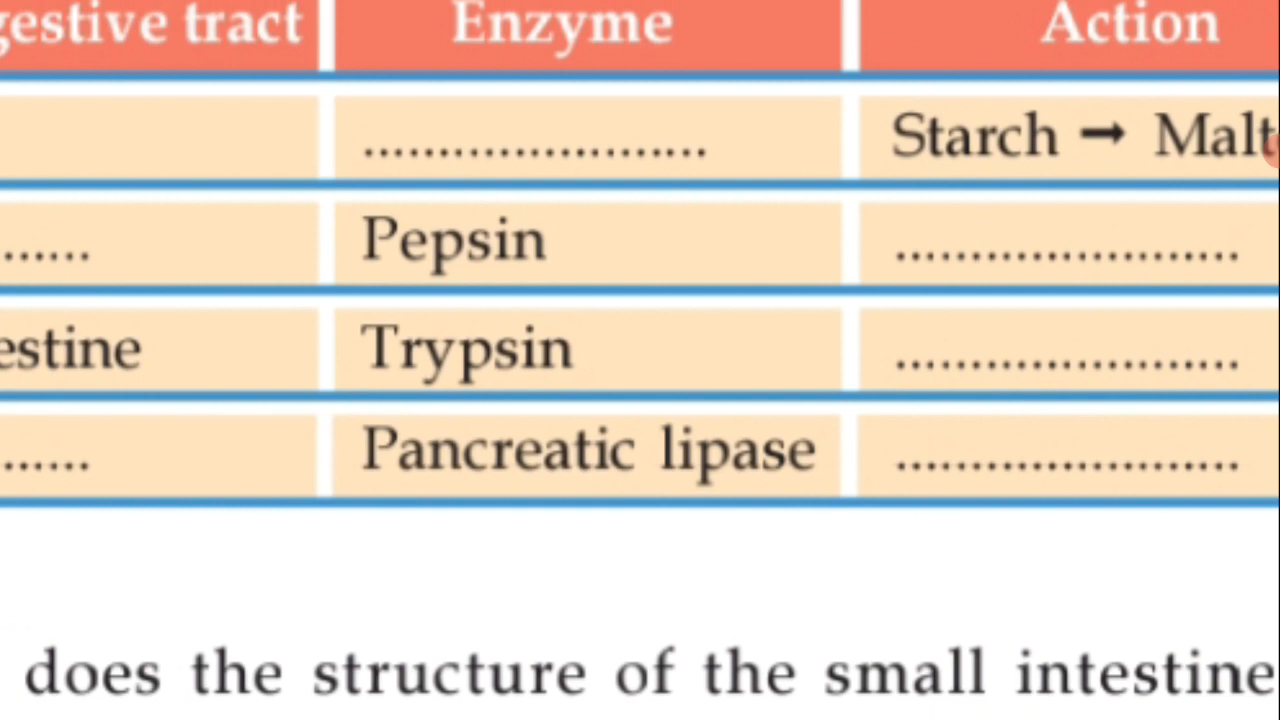 gestive tract Enzyme Action
....................... Starch → Malt
...... Pepsin .......................
estine Trypsin .......................
...... Pancreatic lipase .......................
does the structure of the small intestine